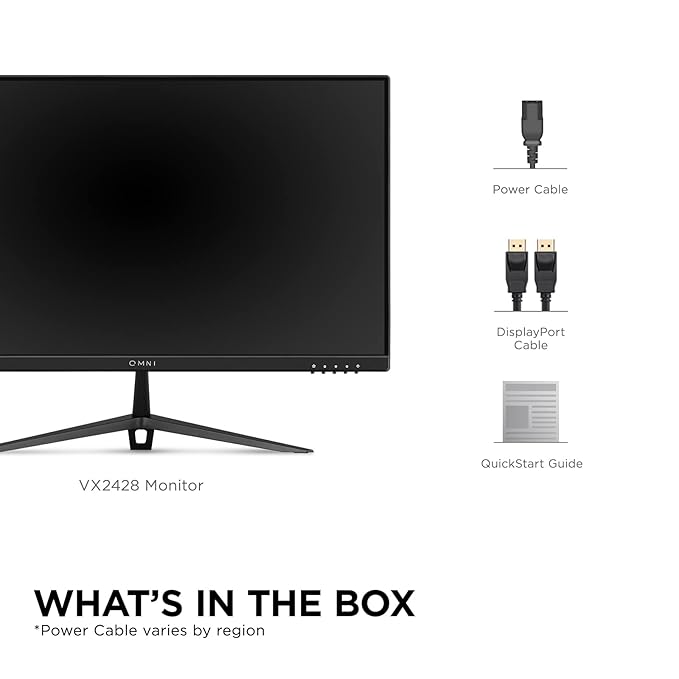 Power Cable
DisplayPort
Cable
QuickStart Guide
OMNI
VX2428 Monitor
WHAT'S IN THE BOX
*Power Cable varies by region